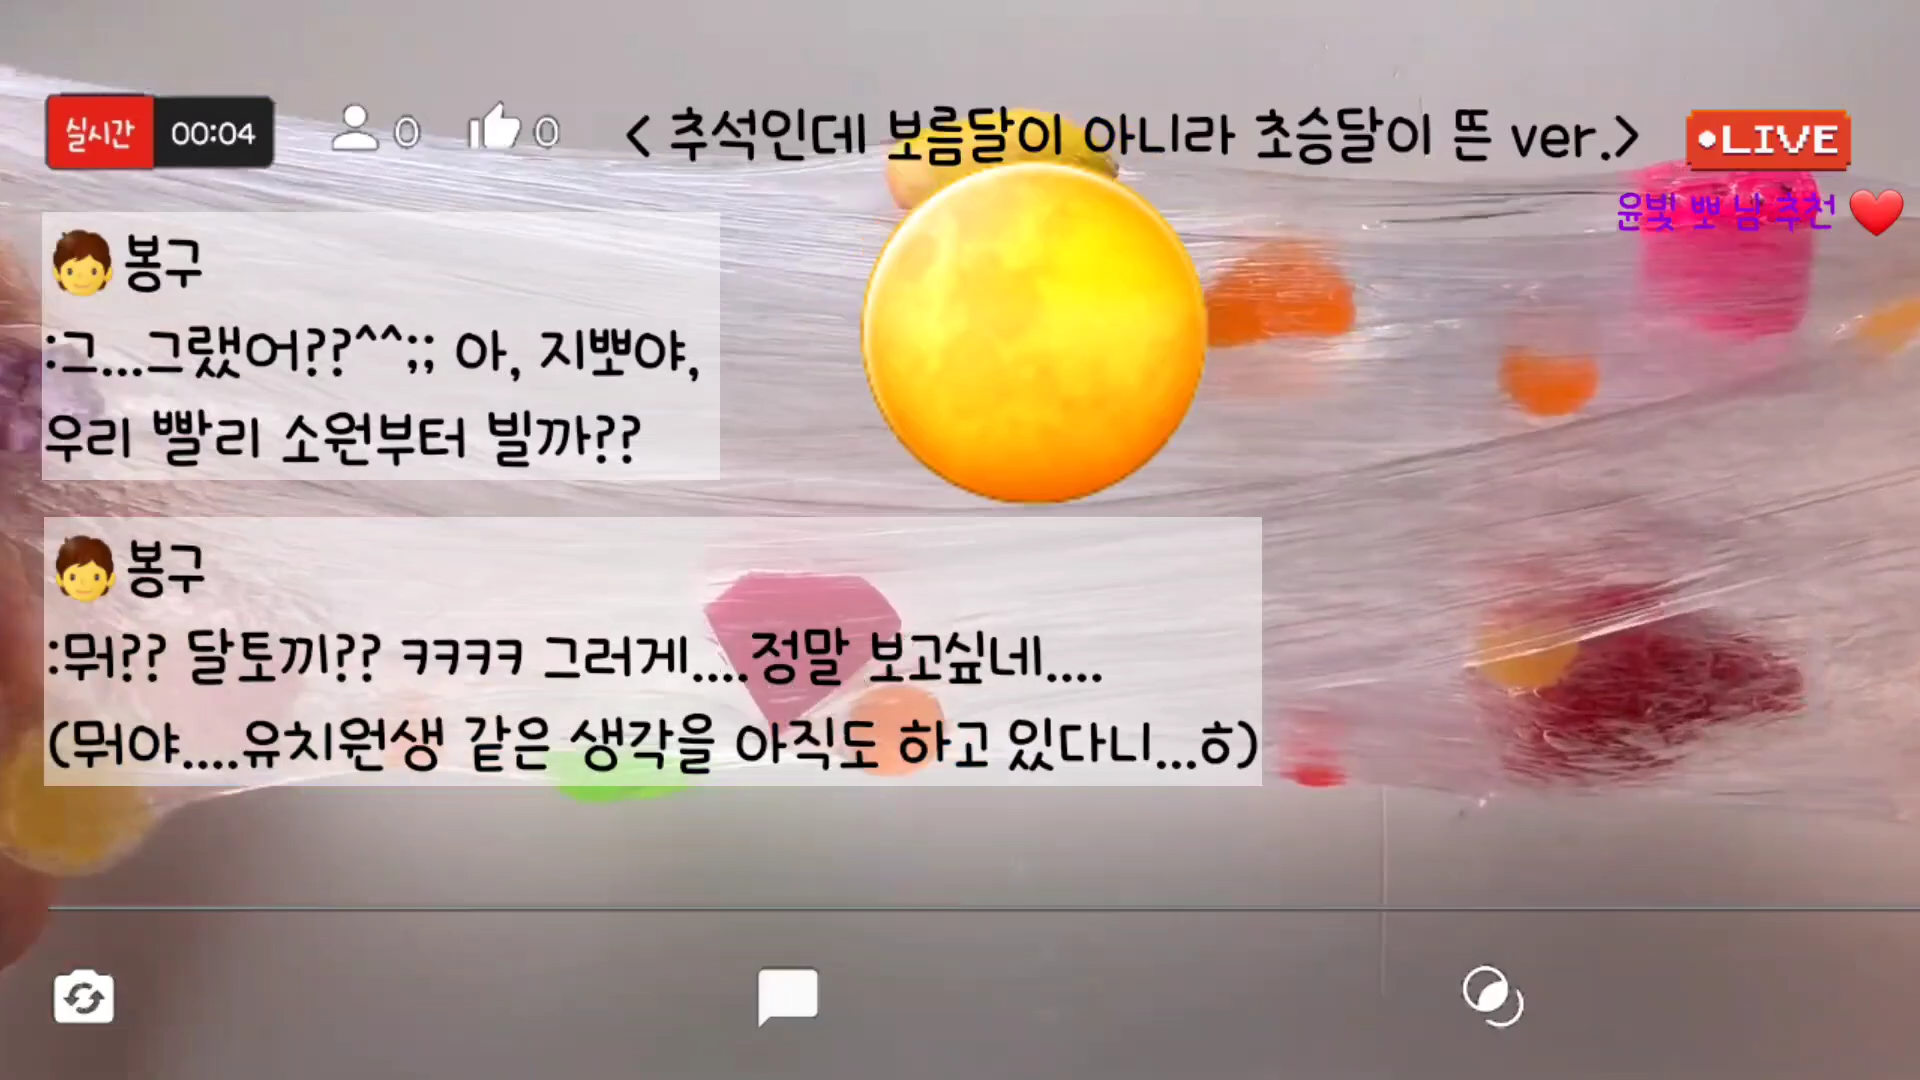 실시간 00:04 0 0 < 추석인데 보름달이 아니라 초승달이 뜬 ver.> •LIVE
윤빛 뽀 님 추천
봉구
:그...그랬어??^^;; 아, 지뽀야,
우리 빨리 소원부터 빌까??
봉구
:뭐?? 달토끼?? ㅋㅋㅋㅋ 그러게....정말 보고싶네....
(뭐야....유치원생 같은 생각을 아직도 하고 있다니...ㅎ)